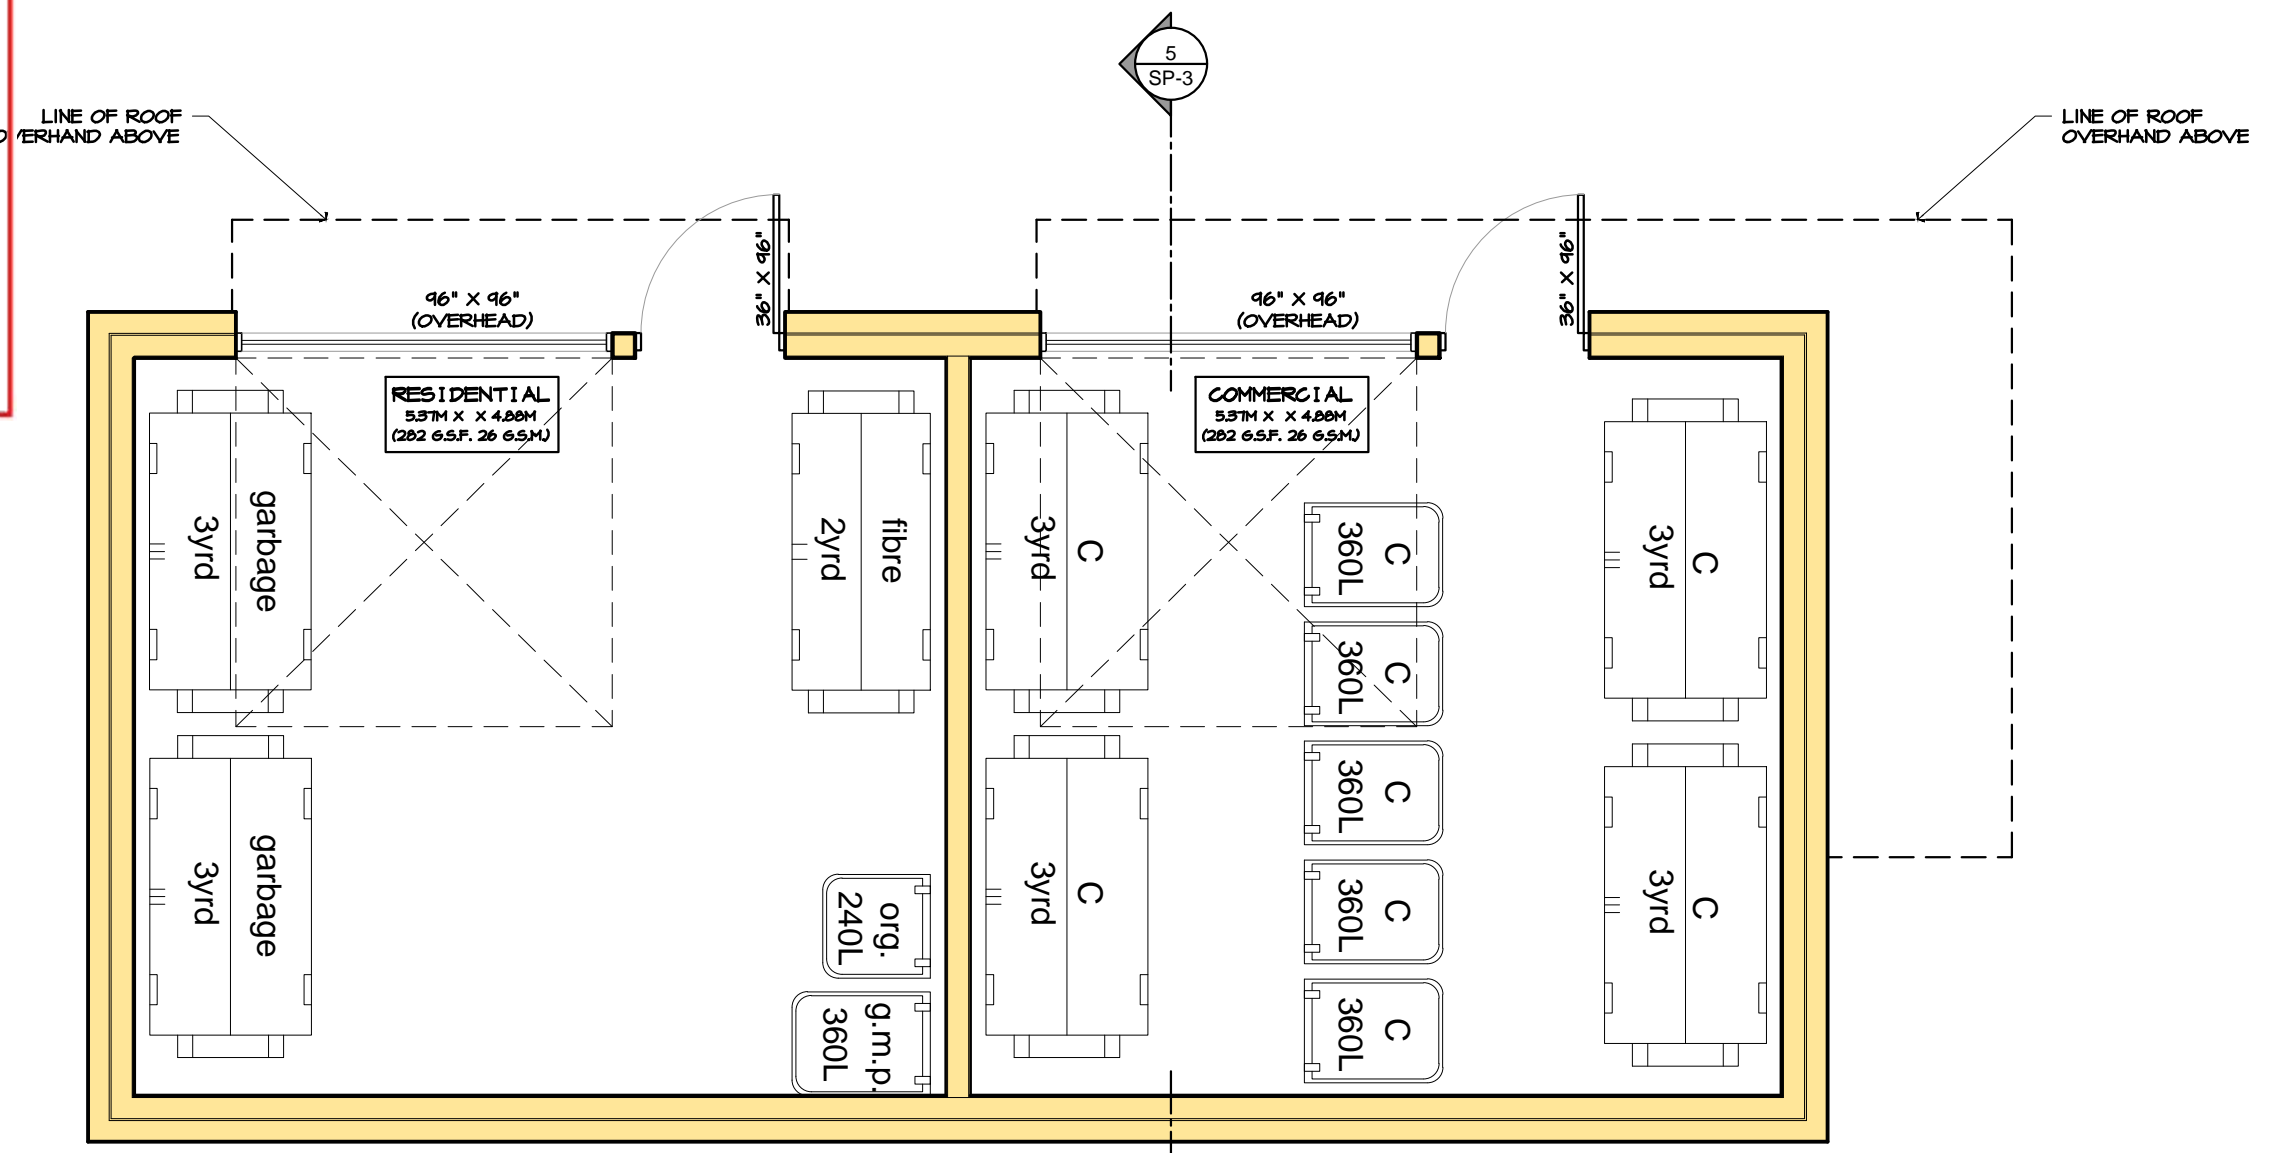 5
SP-3
LINE OF ROOF
OVERHAND ABOVE
LINE OF ROOF
OVERHAND ABOVE
96" X 96"
(OVERHEAD)
36" X 96"
96" X 96"
(OVERHEAD)
36" X 96"
RESIDENTIAL
5.37M X X 4.88M
(282 G.S.F. 26 G.S.M.)
COMMERCIAL
5.37M X X 4.88M
(282 G.S.F. 26 G.S.M.)
garbage
3yrd
fibre
2yrd
C
3yrd
C
360L
C
3yrd
C
360L
C
360L
garbage
3yrd
org.
240L
C
3yrd
C
360L
C
3yrd
g.m.p.
360L
C
360L